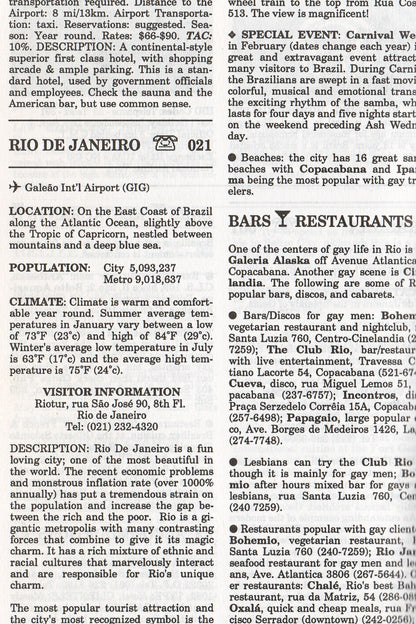 transportation required. Distance to the
Airport: 8 mi/13km. Airport Transporta-
tion: taxi. Reservations: suggested. Sea-
son: Year round. Rates: $66-$90. TAC:
10%. DESCRIPTION: A continental-style
superior first class hotel, with shopping
arcade & ample parking. This is a stan-
dard hotel, used by government officials
and employees. Check the sauna and the
American bar, but use common sense.
RIO DE JANEIRO ☎ 021
✈ Galeão Int'l Airport (GIG)
LOCATION: On the East Coast of Brazil
along the Atlantic Ocean, slightly above
the Tropic of Capricorn, nestled between
mountains and a deep blue sea.
POPULATION: City 5,093,237
Metro 9,018,637
CLIMATE: Climate is warm and comfort-
able year round. Summer average tem-
peratures in January vary between a low
of 73°F (23°c) and high of 84°F (29°c).
Winter's average low temperature in July
is 63°F (17°c) and the average high tem-
perature is 75°F (24°c).
VISITOR INFORMATION
Riotur, rua São José 90, 8th Fl.
Rio de Janeiro
Tel: (021) 232-4320
DESCRIPTION: Rio De Janeiro is a fun
loving city; one of the most beautiful in
the world. The recent economic problems
and monstrous inflation rate (over 1000%
annually) has put a tremendous strain on
the population and increase the gap be-
tween the rich and the poor. Rio is a gi-
gantic metropolis with many contrasting
forces that combine to give it its magic
charm. It has a rich mixture of ethnic and
racial cultures that marvelously interact
and are responsible for Rio's unique
charm.
The most popular tourist attraction and
the city's most recognized symbol is the
wheel train to the top from Rua Cos
513. The view is magnificent!
❖ SPECIAL EVENT: Carnival We
in February (dates change each year)
great and extravagant event attract
many visitors to Brazil. During Carni
the Brazilians are swept in a fast movi
colorful, musical and emotional trans
the exciting rhythm of the samba, wh
lasts for four days and five nights start
on the weekend preceding Ash Wedn
day.
● Beaches: the city has 16 great sa
beaches with Copacabana and Ipa
ma being the most popular with gay tr
elers.
BARS RESTAURANTS
One of the centers of gay life in Rio is
Galeria Alaska off Avenue Atlantica
Copacabana. Another gay scene is Ci
landia. The following are some of R
popular bars, discos, and cabarets.
● Bars/Discos for gay men: Bohem
vegetarian restaurant and nightclub,
Santa Luzia 760, Centro-Cinelandia (2
7259); The Club Rio, bar/restaur
with live entertainment, Travessa C
tiano Lacorte 54, Copacabana (521-67
Cueva, disco, rua Miguel Lemos 51,
pacabana (237-6757); Incontros, di
Praça Serzedelo Corrêia 15A, Copacab
(257-6498); Papagalo, large popular
co, Ave. Borges de Medeiros 1426, La
(274-7748).
● Lesbians can try the Club Rio
though it is mainly for gay men; Bo
mio after hours mixed bar for gays
lesbians, rua Santa Luzia 760, Cen
(240 7259).
● Restaurants popular with gay client
Bohemio, vegetarian restaurant,
Santa Luzia 760 (240-7259); Rio Ja
seafood restaurant for gay men and le
ans, Ave. Atlantica 3806 (267-5644).
er restaurants: Chalé, Rio's best Bah
restaurant, rua da Matriz, 54 (286-08
Oxalá, quick and cheap meals, rua F
cisco Serrador (downtown) (242-0250)